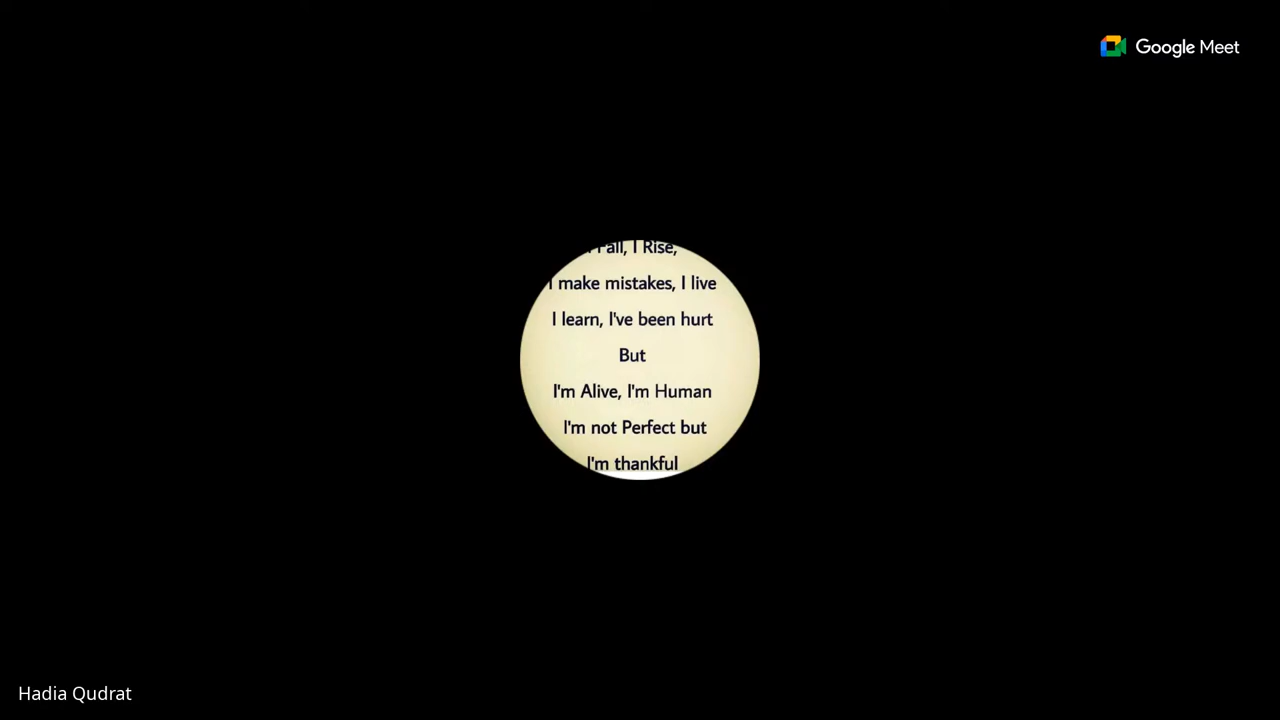 Google Meet
Fall, I Rise,
I make mistakes, I live
I learn, I've been hurt
But
I'm Alive, I'm Human
I'm not Perfect but
I'm thankful
Hadia Qudrat